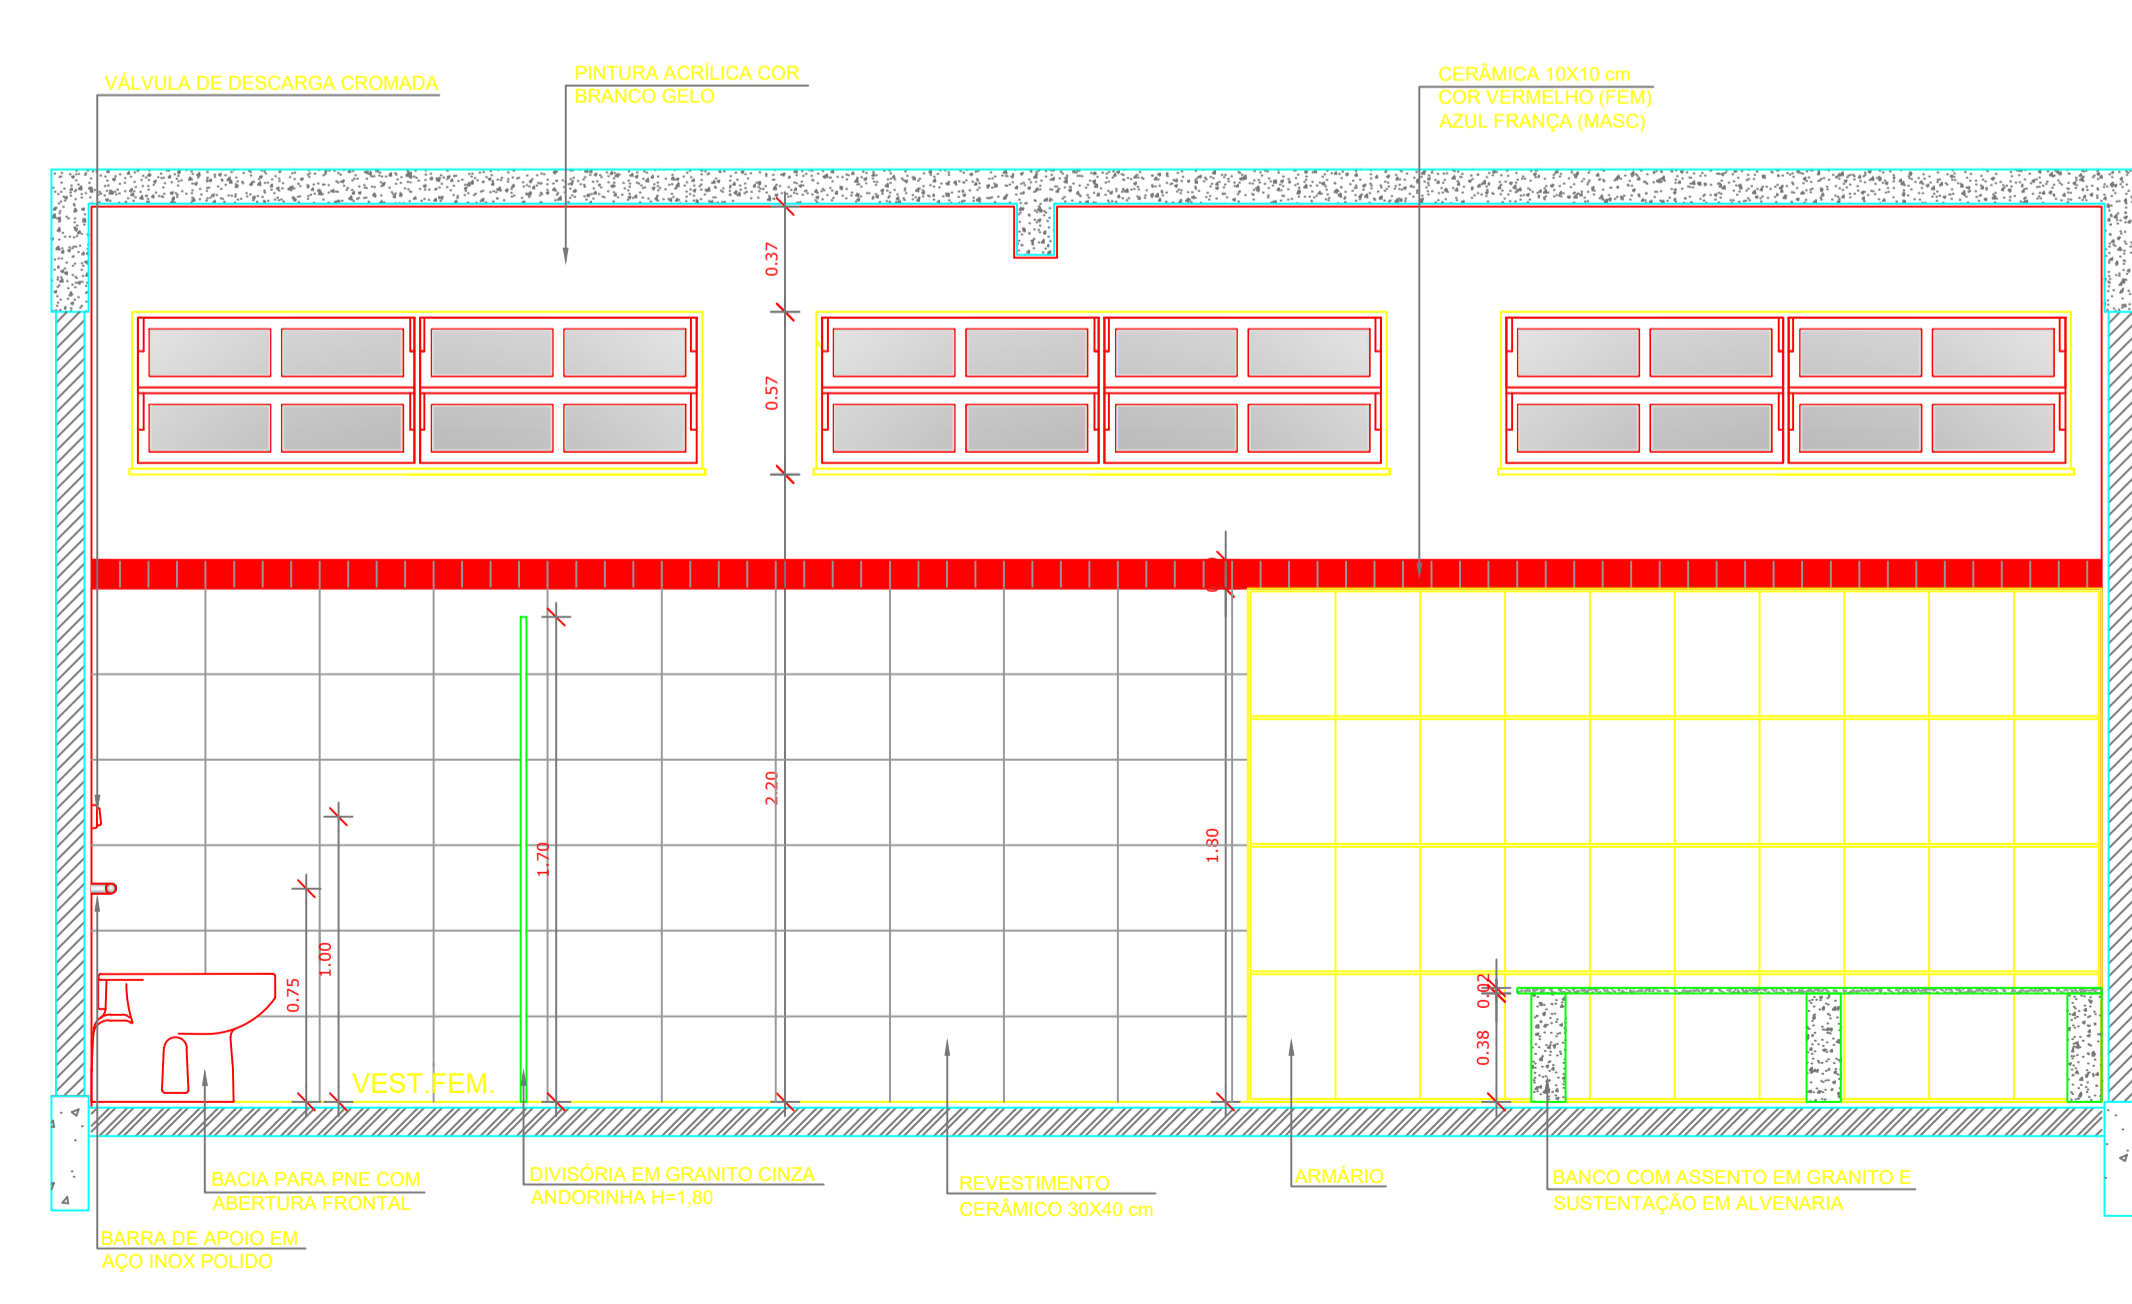 VÁLVULA DE DESCARGA CROMADA
PINTURA ACRÍLICA COR
BRANCO GELO
CERÂMICA 10X10 cm
COR VERMELHO (FEM)
AZUL FRANÇA (MASC)
0.37
0.57
2.20
1.70
1.80
1.00
0.75
0.02
0.38
VEST.FEM.
BACIA PARA PNE COM
ABERTURA FRONTAL
DIVISÓRIA EM GRANITO CINZA
ANDORINHA H=1,80
REVESTIMENTO
CERÂMICO 30X40 cm
ARMÁRIO
BANCO COM ASSENTO EM GRANITO E
SUSTENTAÇÃO EM ALVENARIA
BARRA DE APOIO EM
AÇO INOX POLIDO